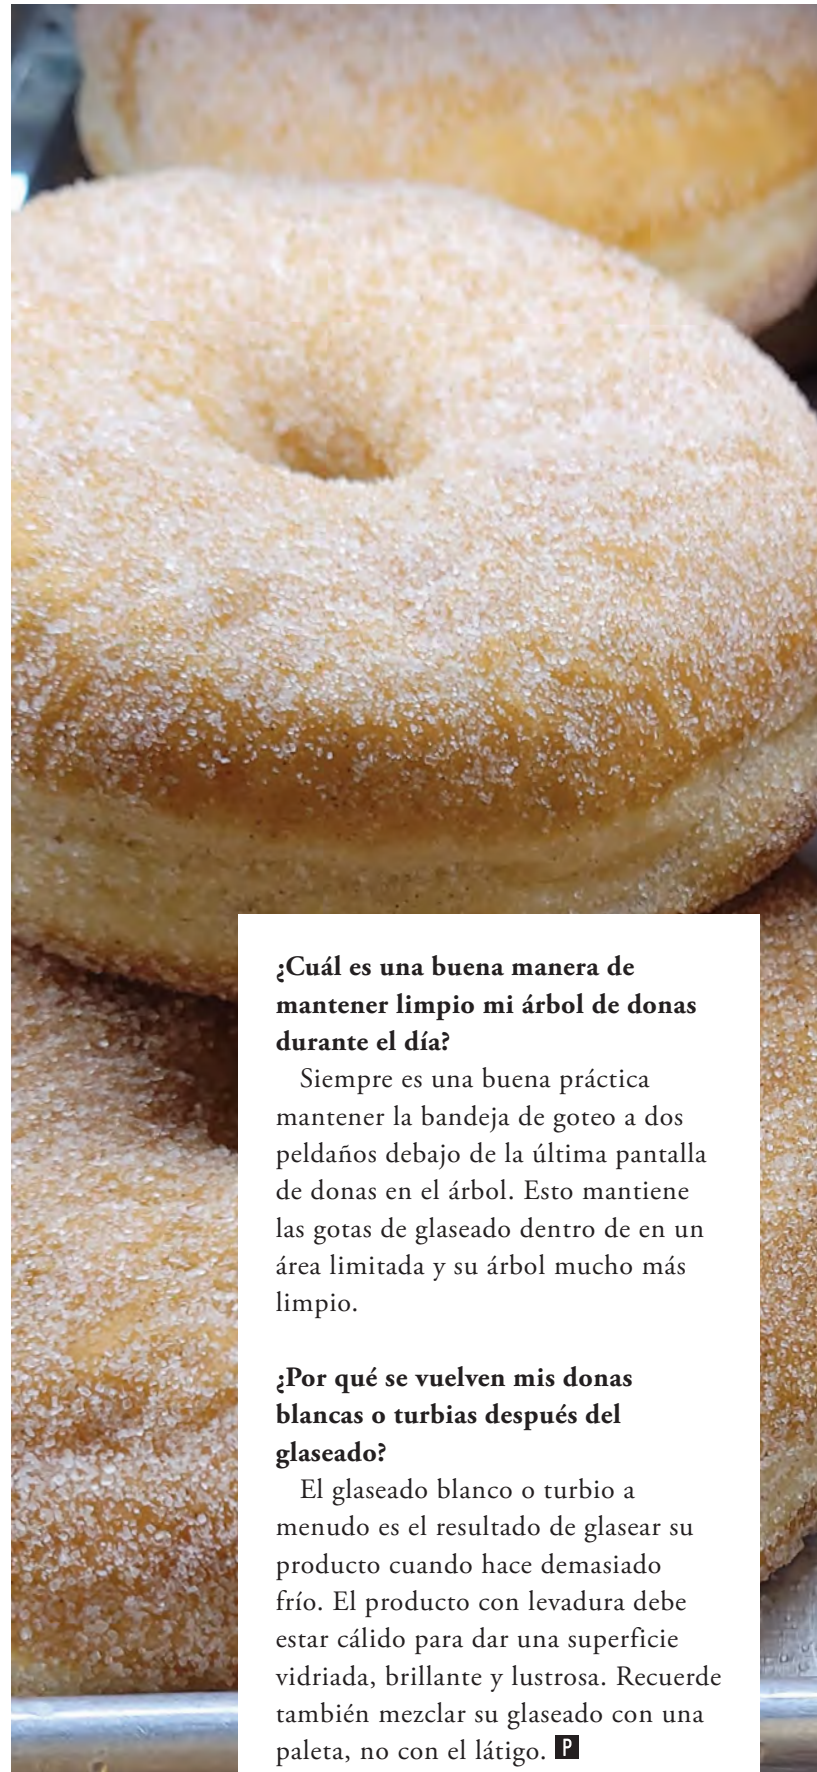 ¿Cuál es una buena manera de
mantener limpio mi árbol de donas
durante el día?
Siempre es una buena práctica
mantener la bandeja de goteo a dos
peldaños debajo de la última pantalla
de donas en el árbol. Esto mantiene
las gotas de glaseado dentro de en un
área limitada y su árbol mucho más
limpio.
¿Por qué se vuelven mis donas
blancas o turbias después del
glaseado?
El glaseado blanco o turbio a
menudo es el resultado de glasear su
producto cuando hace demasiado
frío. El producto con levadura debe
estar cálido para dar una superficie
vidriada, brillante y lustrosa. Recuerde
también mezclar su glaseado con una
paleta, no con el látigo. P